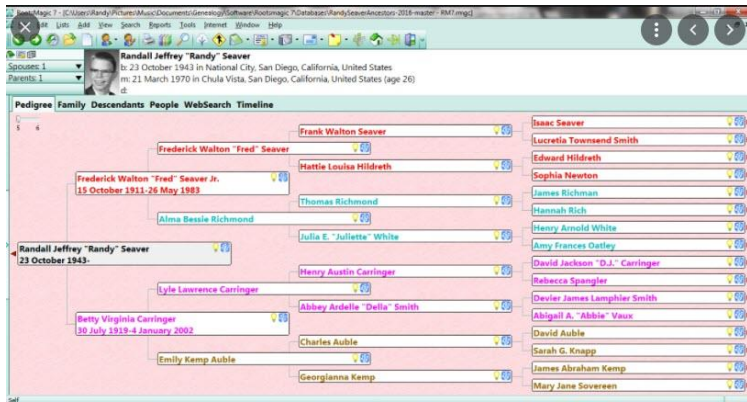 RootsMagic 7 - [C:\Users\Randy\Pictures\Music\Documents\Genealogy\Software\Rootsmagic 7\Databases\RandySeaverAncestors-2016-master - RM7.rmgc]
Edit Lists Add View Search Reports Tools Internet Window Help
Randall Jeffrey "Randy" Seaver
Spouses: 1
b: 23 October 1943 in National City, San Diego, California, United States
Parents: 1
m: 21 March 1970 in Chula Vista, San Diego, California, United States (age 26)
d:
Pedigree Family Descendants People WebSearch Timeline
5 6
Isaac Seaver
Frank Walton Seaver
Lucretia Townsend Smith
Frederick Walton "Fred" Seaver
Edward Hildreth
Hattie Louisa Hildreth
Sophia Newton
Frederick Walton "Fred" Seaver Jr.
15 October 1911-26 May 1983
James Richman
Thomas Richmond
Hannah Rich
Alma Bessie Richmond
Henry Arnold White
Julia E. "Juliette" White
Amy Frances Oatley
Randall Jeffrey "Randy" Seaver
23 October 1943-
David Jackson "D.J." Carringer
Henry Austin Carringer
Rebecca Spangler
Lyle Lawrence Carringer
Devier James Lamphier Smith
Abbey Ardelle "Della" Smith
Abigail A. "Abbie" Vaux
Betty Virginia Carringer
30 July 1919-4 January 2002
David Auble
Charles Auble
Sarah G. Knapp
Emily Kemp Auble
James Abraham Kemp
Georgianna Kemp
Mary Jane Sovereen
Self